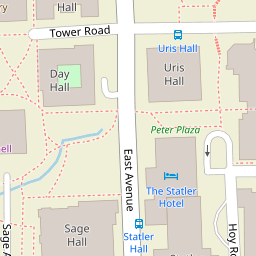 Hall
Tower Road
Uris Hall
Day
Hall
Uris
Hall
Peter Plaza
East Avenue
The Statler
Hotel
Hoy Ro
Sage A
Sage
Hall
Statler
Hall